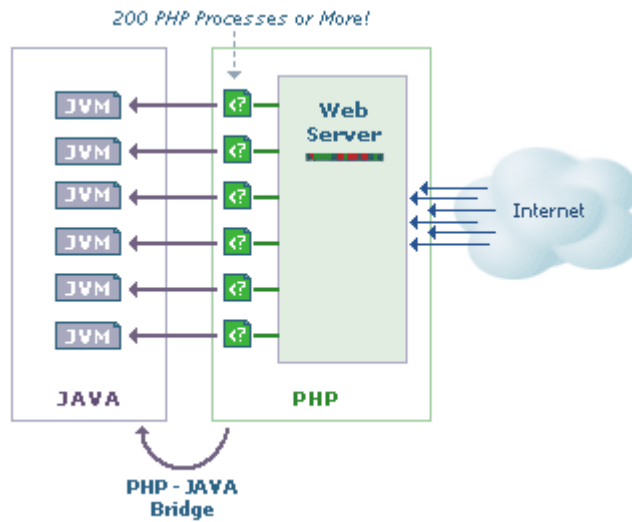 200 PHP Processes or More!
JVM <?
JVM <?
JVM <?
JVM <?
JVM <?
JVM <?
Web
Server
Internet
JAVA
PHP
PHP - JAVA
Bridge